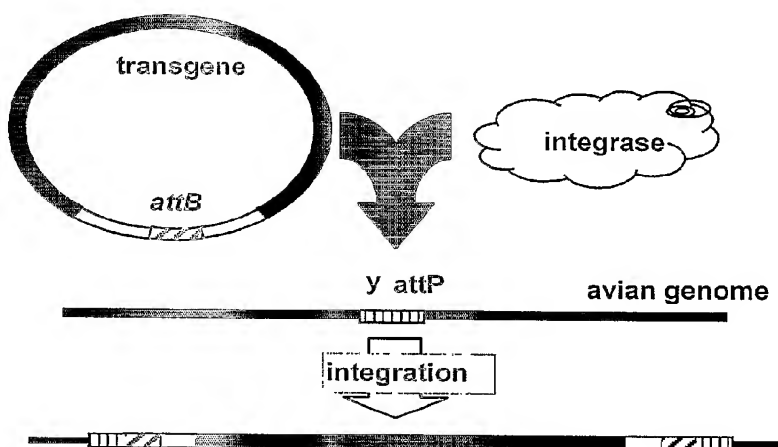 transgene
integrase
attB
y attP
avian genome
integration